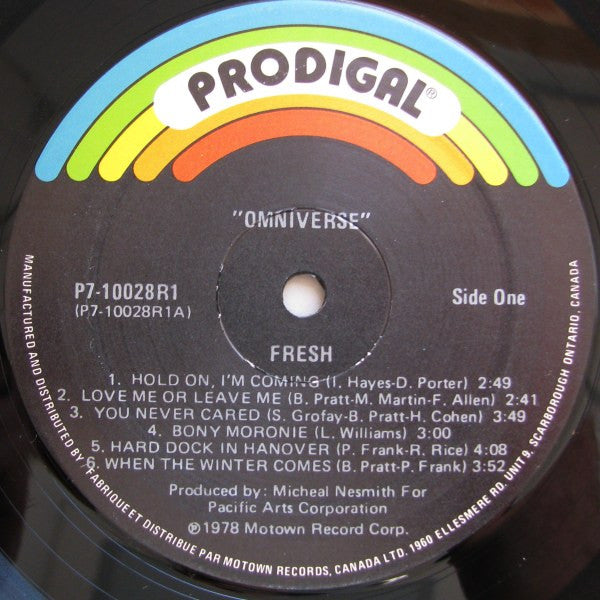 PRODIGAL®
"OMNIVERSE"
P7-10028R1
(P7-10028R1A)
Side One
FRESH
1. HOLD ON, I'M COMING (I. Hayes-D. Porter) 2:49
2. LOVE ME OR LEAVE ME (B. Pratt-M. Martin-F. Allen) 2:41
3. YOU NEVER CARED (S. Grofay-B. Pratt-H. Cohen) 3:49
4. BONY MORONIE (L. Williams) 3:00
5. HARD DOCK IN HANOVER (P. Frank-R. Rice) 4:08
6. WHEN THE WINTER COMES (B. Pratt-P. Frank) 3:52
Produced by: Micheal Nesmith For
Pacific Arts Corporation
℗1978 Motown Record Corp.
MANUFACTURED AND DISTRIBUTED BY / FABRIQUE ET DISTRIBUE PAR MOTOWN RECORDS, CANADA LTD. 1960 ELLESMERE RD. UNIT 9. SCARBOROUGH ONTARIO, CANADA